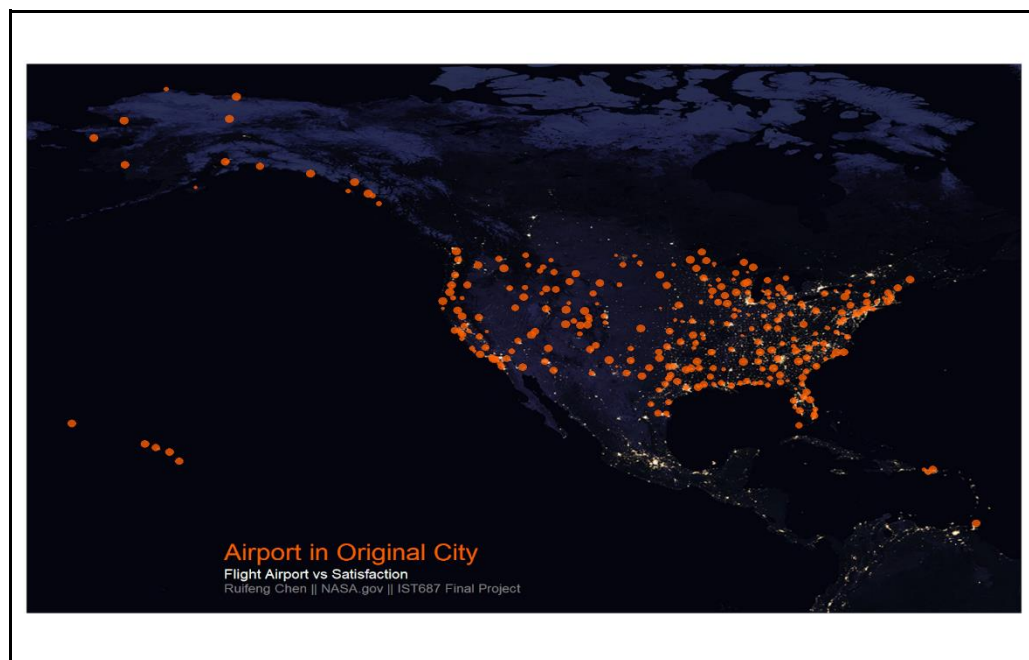 Airport in Original City
Flight Airport vs Satisfaction
Ruifeng Chen || NASA.gov || IST687 Final Project